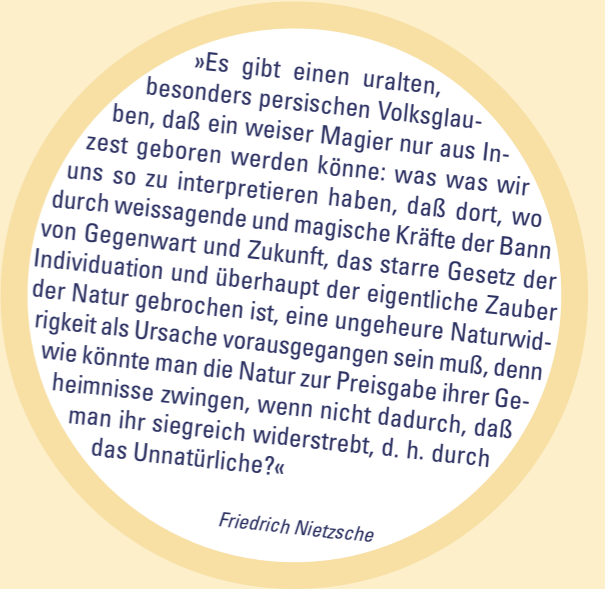 »Es gibt einen uralten,
besonders persischen Volksglau-
ben, daß ein weiser Magier nur aus In-
zest geboren werden könne: was was wir
uns so zu interpretieren haben, daß dort, wo
durch weissagende und magische Kräfte der Bann
von Gegenwart und Zukunft, das starre Gesetz der
Individuation und überhaupt der eigentliche Zauber
der Natur gebrochen ist, eine ungeheure Naturwid-
rigkeit als Ursache vorausgegangen sein muß, denn
wie könnte man die Natur zur Preisgabe ihrer Ge-
heimnisse zwingen, wenn nicht dadurch, daß
man ihr siegreich widerstrebt, d. h. durch
das Unnatürliche?«
Friedrich Nietzsche